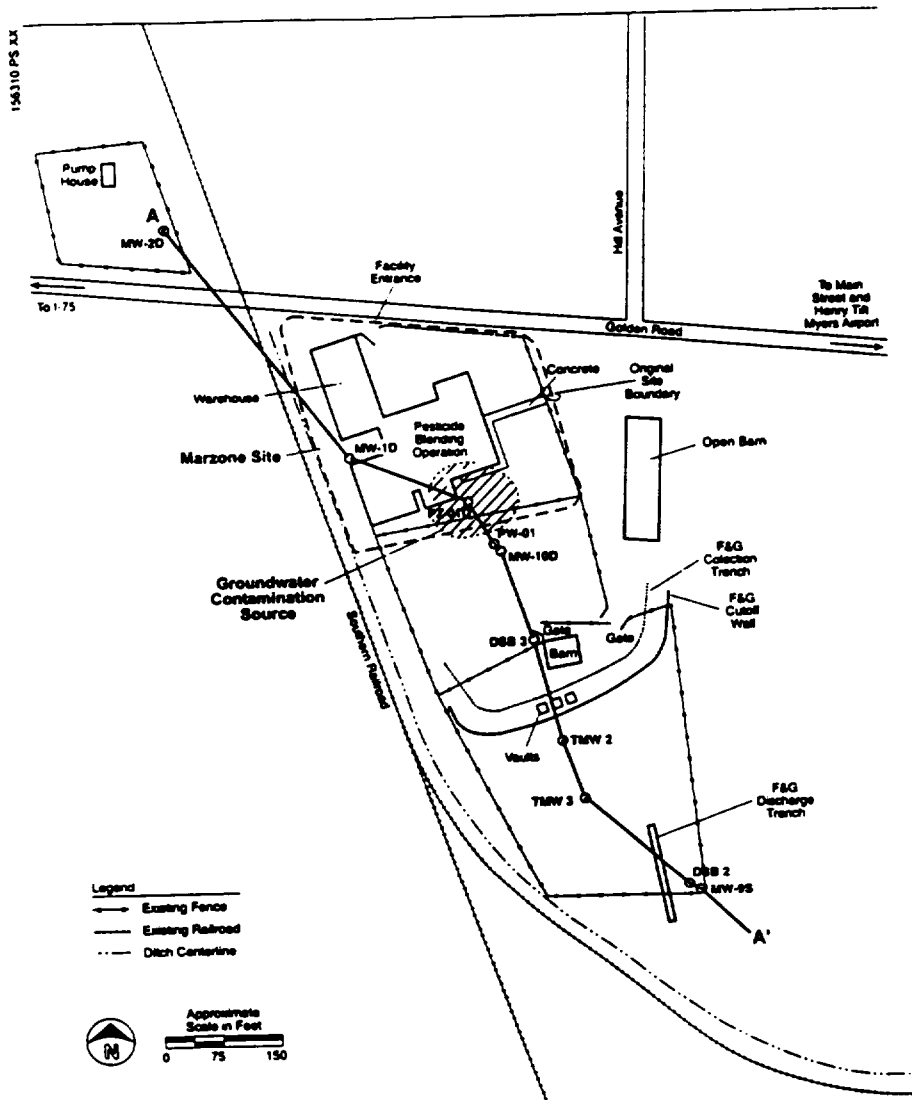 156310 PS XX
Pump
House
A
MW-2D
Hill Avenue
Facility
Entrance
To 1-75
To Main
Street and
Henry Tift
Myers Airport
Golden Road
Concrete
Original
Site
Boundary
Warehouse
Pesticide
Blending
Operation
Open Barn
Marzone Site
MW-1D
PW-01
MW-10D
F&G
Collection
Trench
Groundwater
Contamination
Source
F&G
Cutoff
Wall
Southern Railroad
Gate
Gate
Barn
TMW 2
Vaults
TMW 3
F&G
Discharge
Trench
DSB 2
MW-9S
A'
Legend
Existing Fence
Existing Railroad
Ditch Centerline
N
Approximate
Scale in Feet
0 75 150